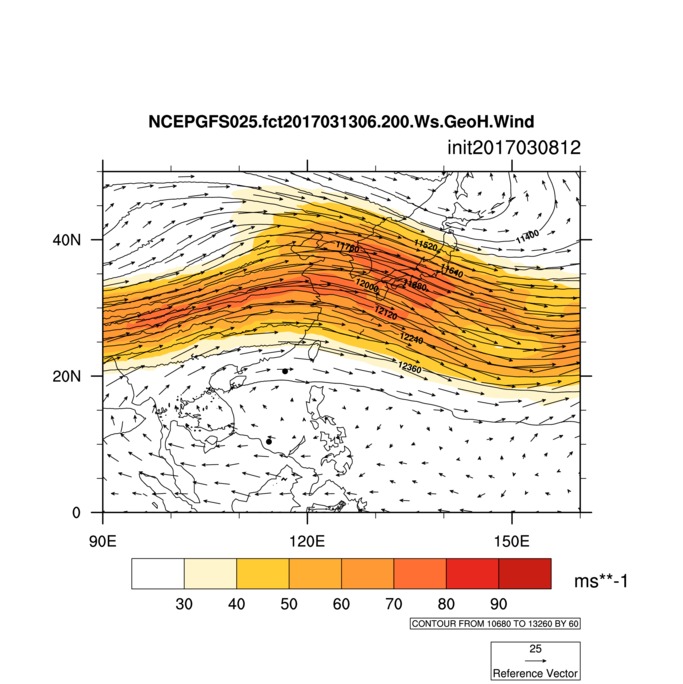 NCEPGFS025.fct2017031306.200.Ws.GeoH.Wind
init2017030812
40N
20N
0
90E 120E 150E
11400
11520
11640
11760
11880
12000
12120
12240
12360
30 40 50 60 70 80 90
ms**-1
CONTOUR FROM 10680 TO 13260 BY 60
25
Reference Vector